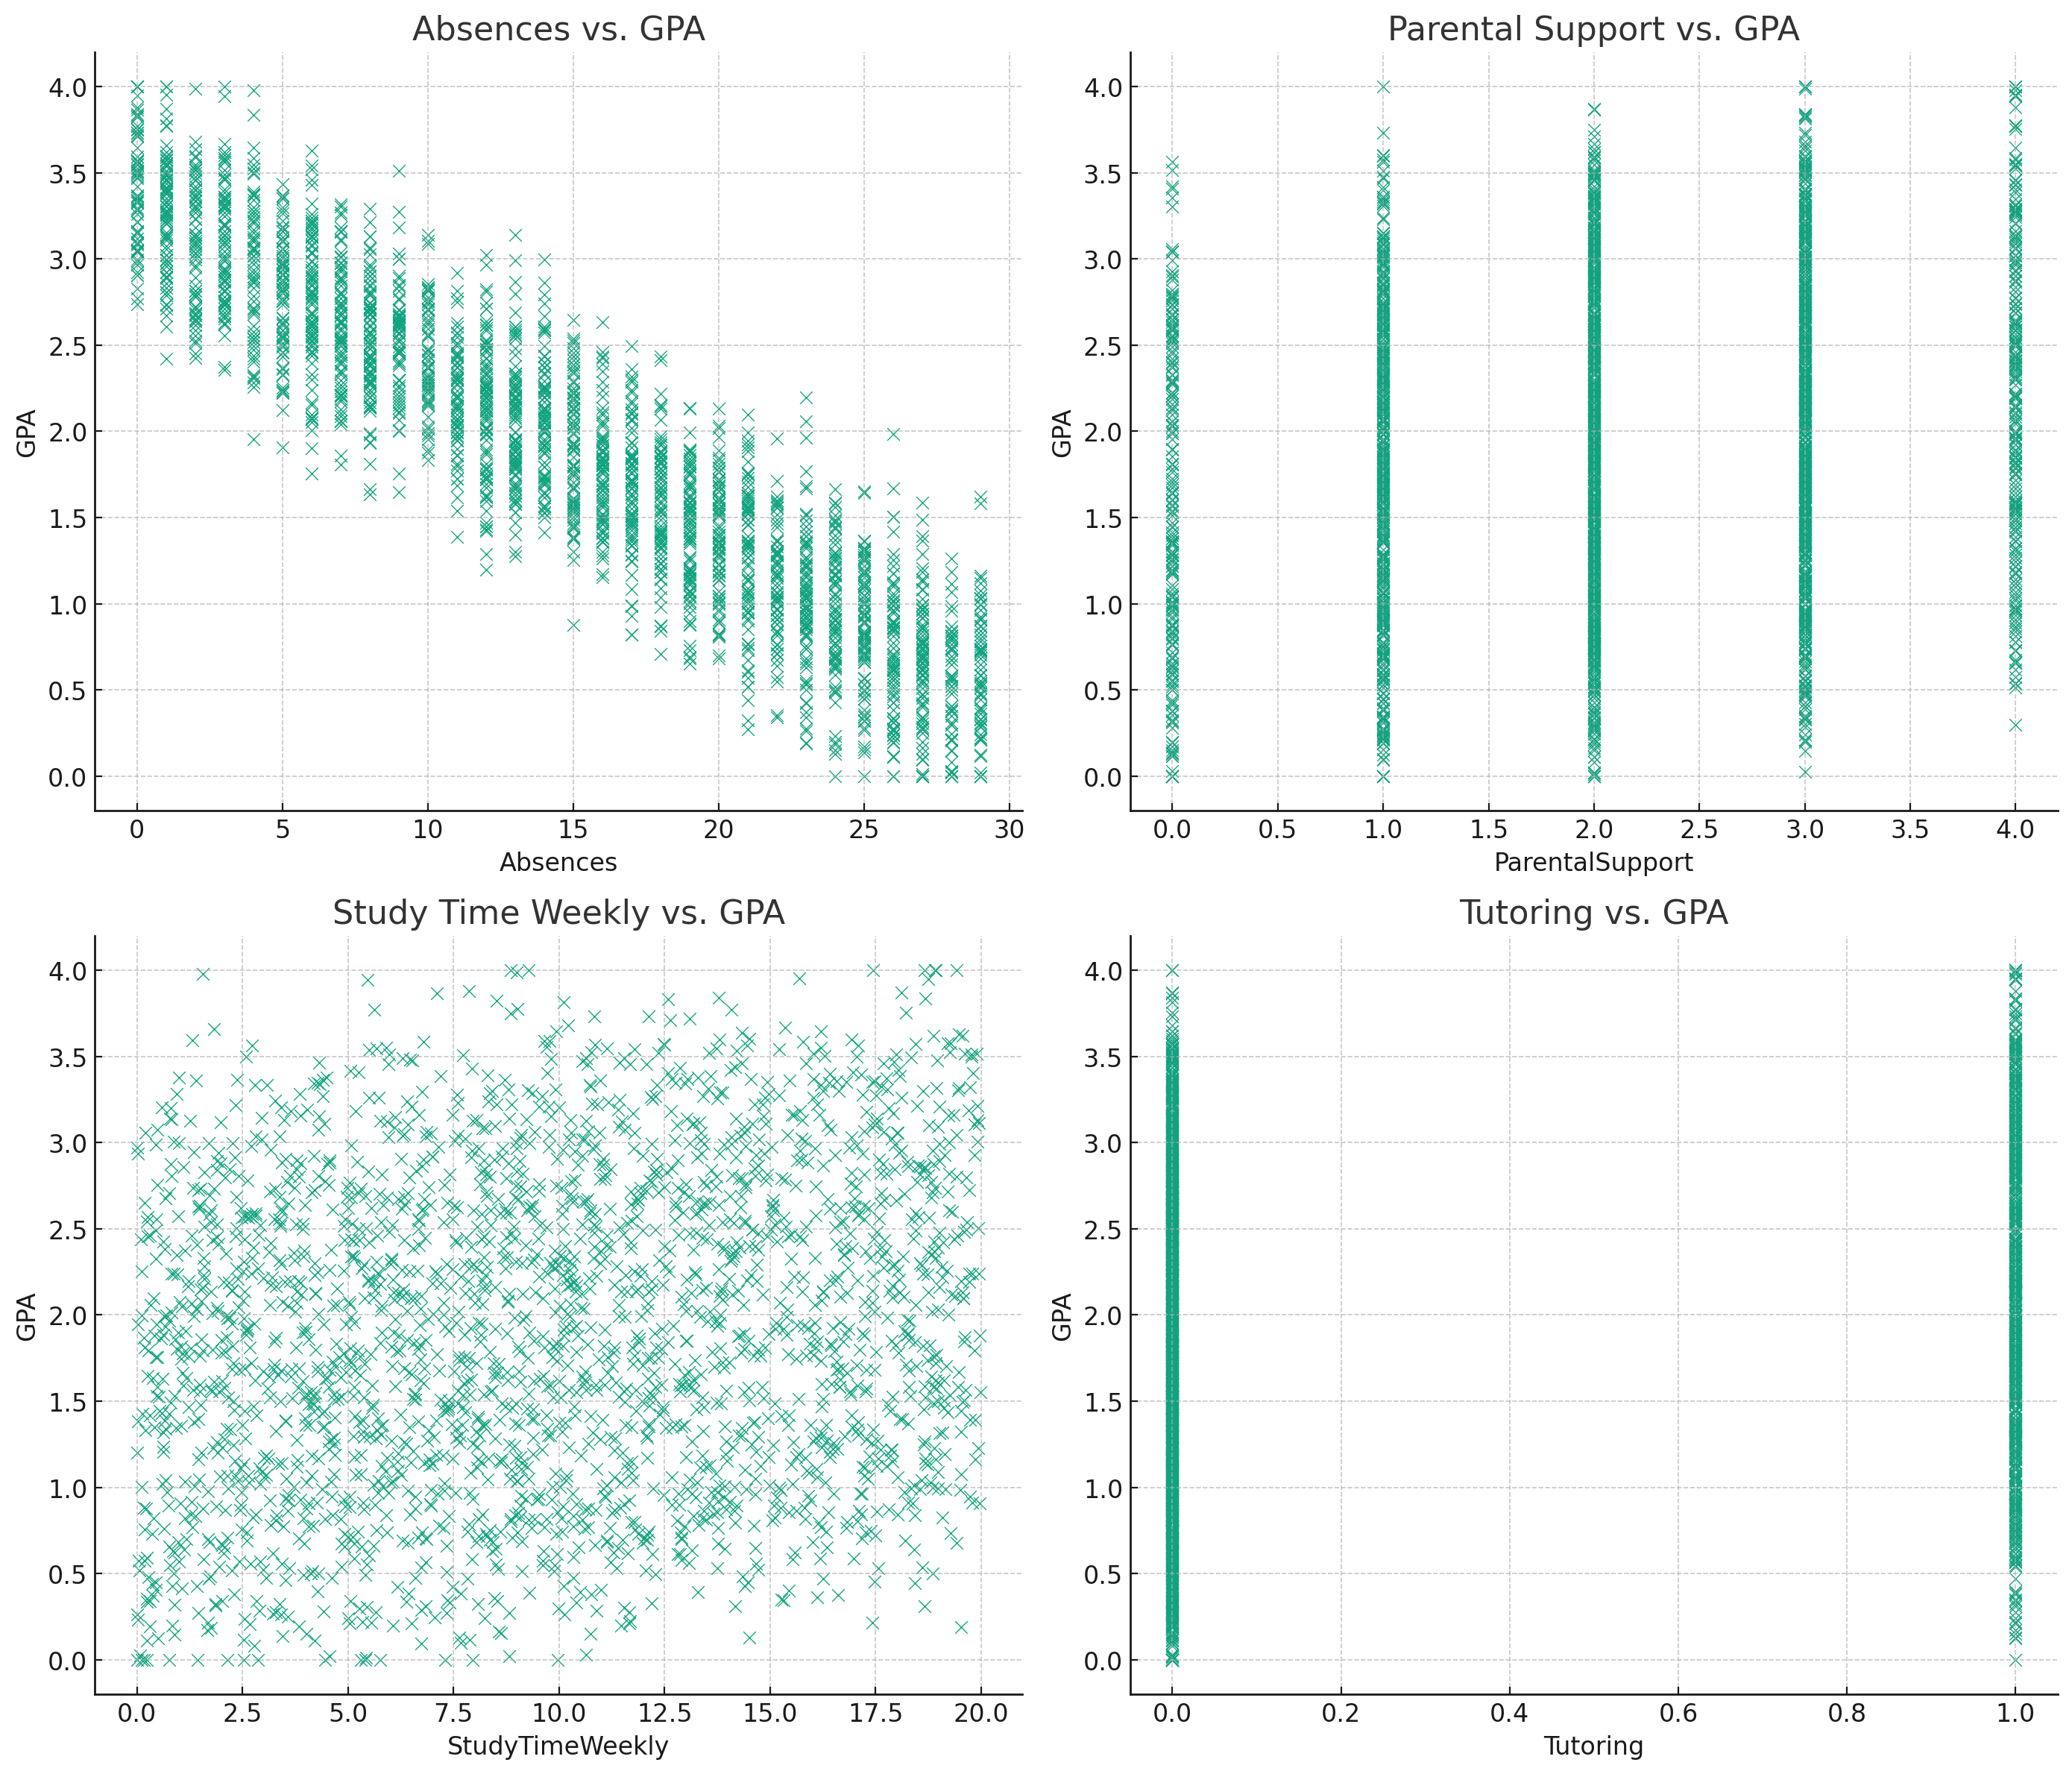 Absences vs. GPA
4.0
3.5
3.0
2.5
2.0
1.5
1.0
0.5
0.0
GPA
0 5 10 15 20 25 30
Absences
Parental Support vs. GPA
4.0
3.5
3.0
2.5
2.0
1.5
1.0
0.5
0.0
GPA
0.0 0.5 1.0 1.5 2.0 2.5 3.0 3.5 4.0
ParentalSupport
Study Time Weekly vs. GPA
4.0
3.5
3.0
2.5
2.0
1.5
1.0
0.5
0.0
GPA
0.0 2.5 5.0 7.5 10.0 12.5 15.0 17.5 20.0
StudyTimeWeekly
Tutoring vs. GPA
4.0
3.5
3.0
2.5
2.0
1.5
1.0
0.5
0.0
GPA
0.0 0.2 0.4 0.6 0.8 1.0
Tutoring